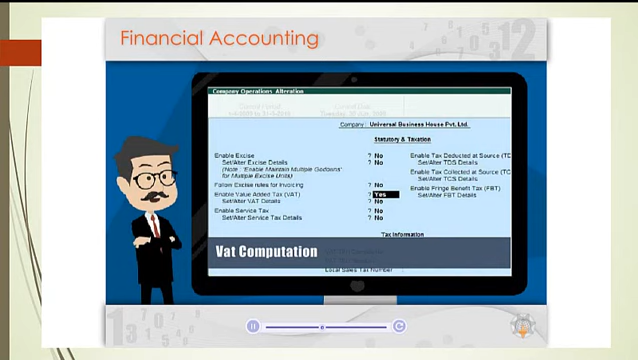 Financial Accounting
Company Operations Alteration
Company : Universal Business House Pvt. Ltd.
Statutory & Taxation
Enable Excise ? No
Set/Alter Excise Details ? No
(Note : 'Enable Maintain Multiple Godowns'
for Multiple Excise Units)
Follow Excise rules for Invoicing ? No
Enable Value Added Tax (VAT) ? Yes
Set/Alter VAT Details ? No
Enable Service Tax ? No
Set/Alter Service Tax Details ? No
Enable Tax Deducted at Source (TD
Set/Alter TDS Details
Enable Tax Collected at Source (TC
Set/Alter TCS Details
Enable Fringe Benefit Tax (FBT)
Set/Alter FBT Details
Tax Information
Vat Computation
Local Sales Tax Number